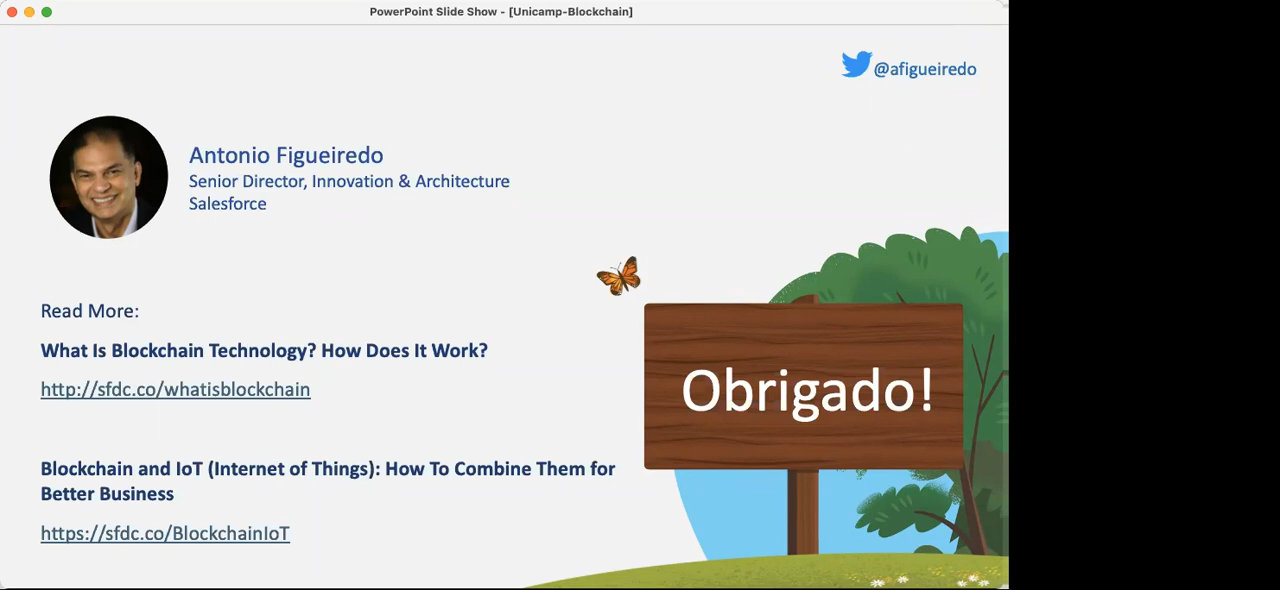 PowerPoint Slide Show - [Unicamp-Blockchain]
@afigueiredo
Antonio Figueiredo
Senior Director, Innovation & Architecture
Salesforce
Read More:
What Is Blockchain Technology? How Does It Work?
http://sfdc.co/whatisblockchain
Blockchain and IoT (Internet of Things): How To Combine Them for
Better Business
https://sfdc.co/BlockchainIoT
Obrigado!